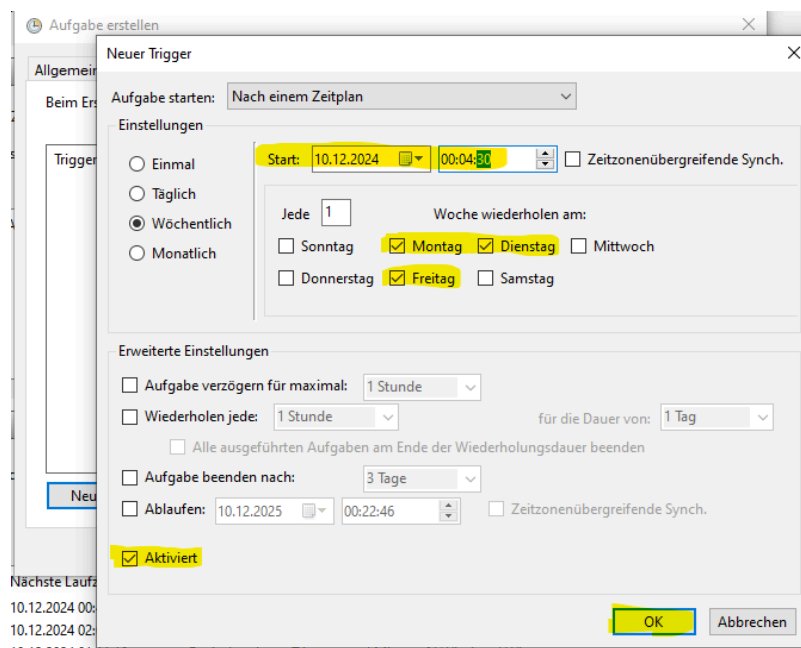 Aufgabe erstellen
Neuer Trigger
Allgemein
Beim Ers
Aufgabe starten: Nach einem Zeitplan
Einstellungen
Trigger
Einmal
Start: 10.12.2024 00:04:30 Zeitzonenübergreifende Synch.
Täglich
Wöchentlich
Jede 1 Woche wiederholen am:
Monatlich
Sonntag Montag Dienstag Mittwoch
Donnerstag Freitag Samstag
Erweiterte Einstellungen
Aufgabe verzögern für maximal: 1 Stunde
Wiederholen jede: 1 Stunde für die Dauer von: 1 Tag
Alle ausgeführten Aufgaben am Ende der Wiederholungsdauer beenden
Aufgabe beenden nach: 3 Tage
Neu
Ablaufen: 10.12.2025 00:22:46 Zeitzonenübergreifende Synch.
Aktiviert
Nächste Laufz
10.12.2024 00:
OK Abbrechen
10.12.2024 02: